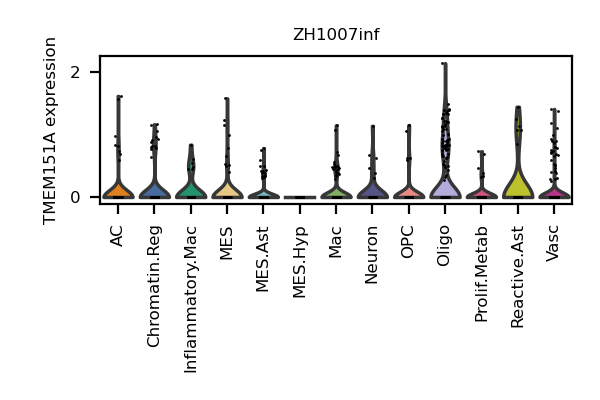 ZH1007inf
TMEM151A expression
2
0
AC
Chromatin.Reg
Inflammatory.Mac
MES
MES.Ast
MES.Hyp
Mac
Neuron
OPC
Oligo
Prolif.Metab
Reactive.Ast
Vasc